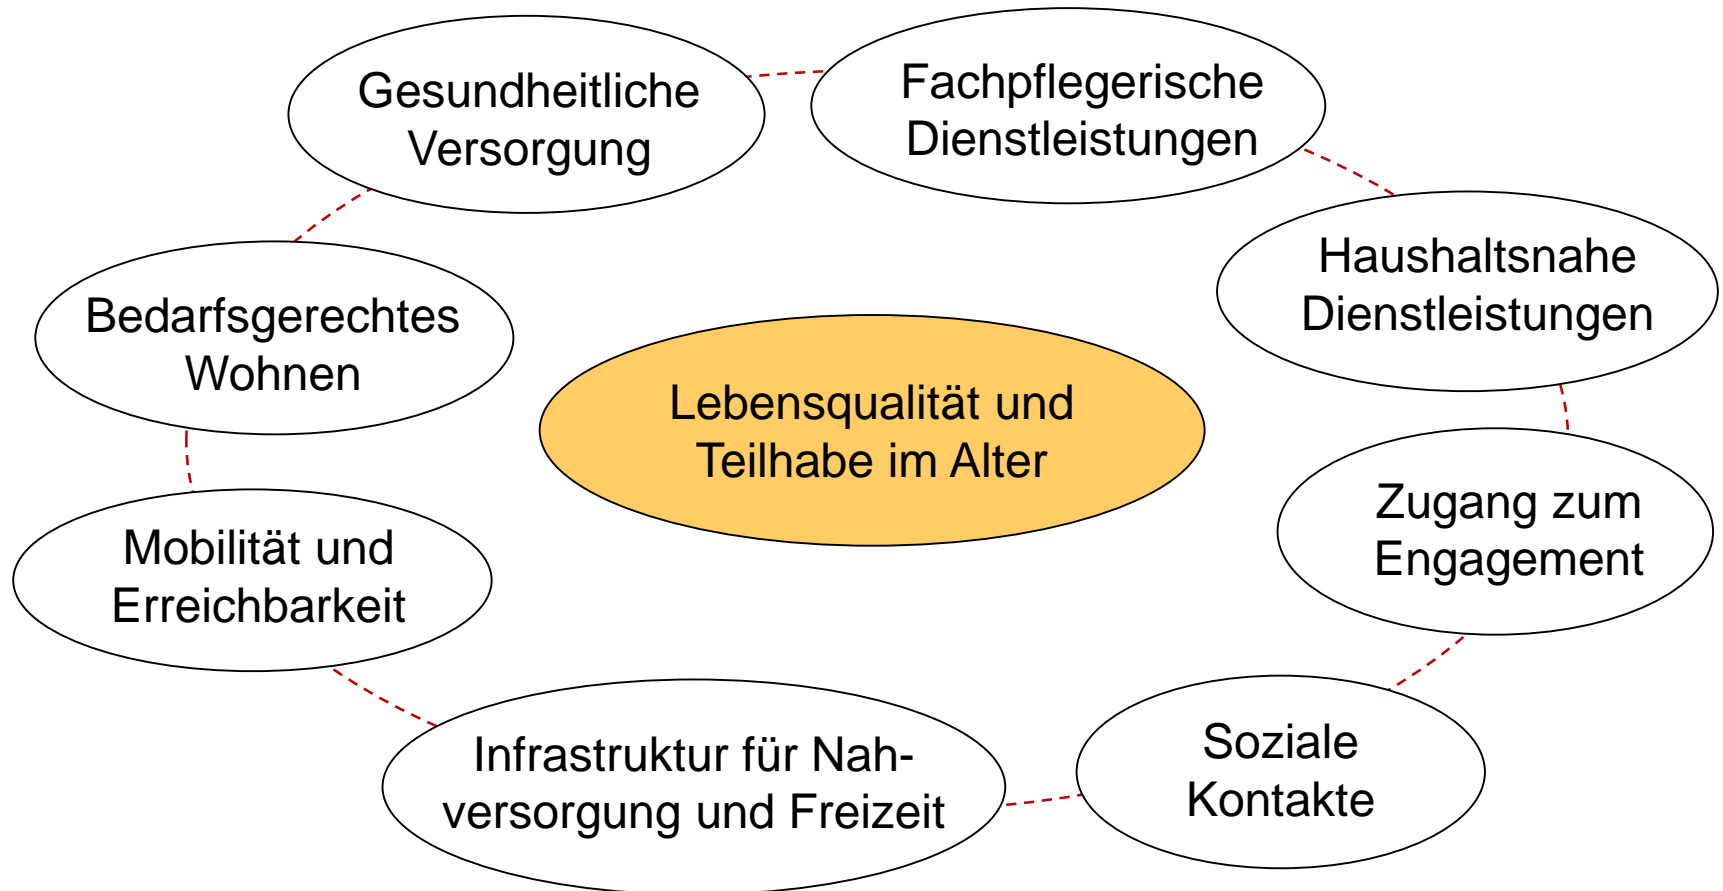 Gesundheitliche
Versorgung
Fachpflegerische
Dienstleistungen
Haushaltsnahe
Dienstleistungen
Bedarfsgerechtes
Wohnen
Lebensqualität und
Teilhabe im Alter
Zugang zum
Engagement
Mobilität und
Erreichbarkeit
Infrastruktur für Nah-
versorgung und Freizeit
Soziale
Kontakte